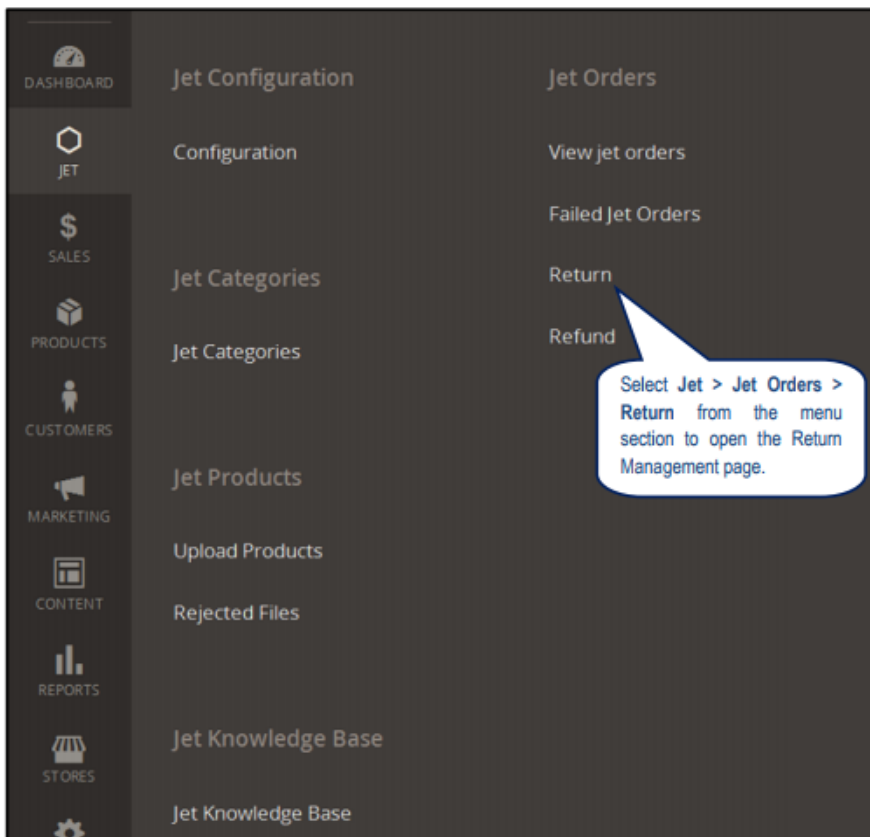 DASHBOARD
JET
SALES
PRODUCTS
CUSTOMERS
MARKETING
CONTENT
REPORTS
STORES
Jet Configuration
Configuration
Jet Categories
Jet Categories
Jet Products
Upload Products
Rejected Files
Jet Knowledge Base
Jet Knowledge Base
Jet Orders
View jet orders
Failed Jet Orders
Return
Refund
Select Jet > Jet Orders >
Return from the menu
section to open the Return
Management page.